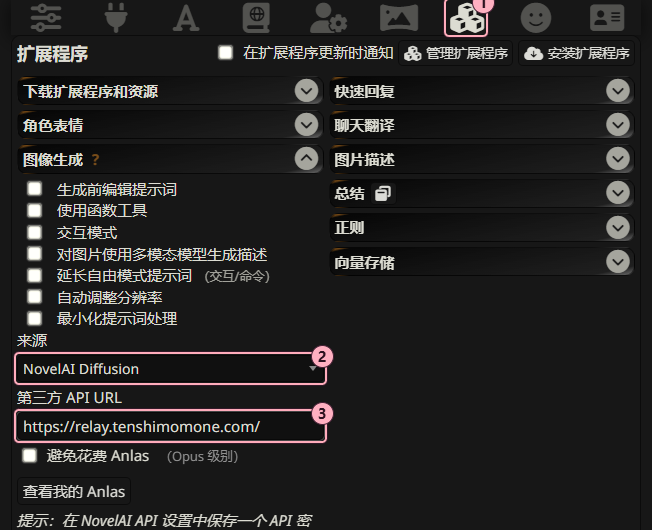 1
扩展程序
在扩展程序更新时通知
管理扩展程序
安装扩展程序
下载扩展程序和资源
快速回复
角色表情
聊天翻译
图像生成 ?
图片描述
生成前编辑提示词
总结
使用函数工具
交互模式
正则
对图片使用多模态模型生成描述
向量存储
延长自由模式提示词 (交互/命令)
自动调整分辨率
最小化提示词处理
来源
2
NovelAI Diffusion
第三方 API URL
3
https://relay.tenshimomone.com/
避免花费 Anlas (Opus 级别)
查看我的 Anlas
提示：在 NovelAI API 设置中保存一个 API 密